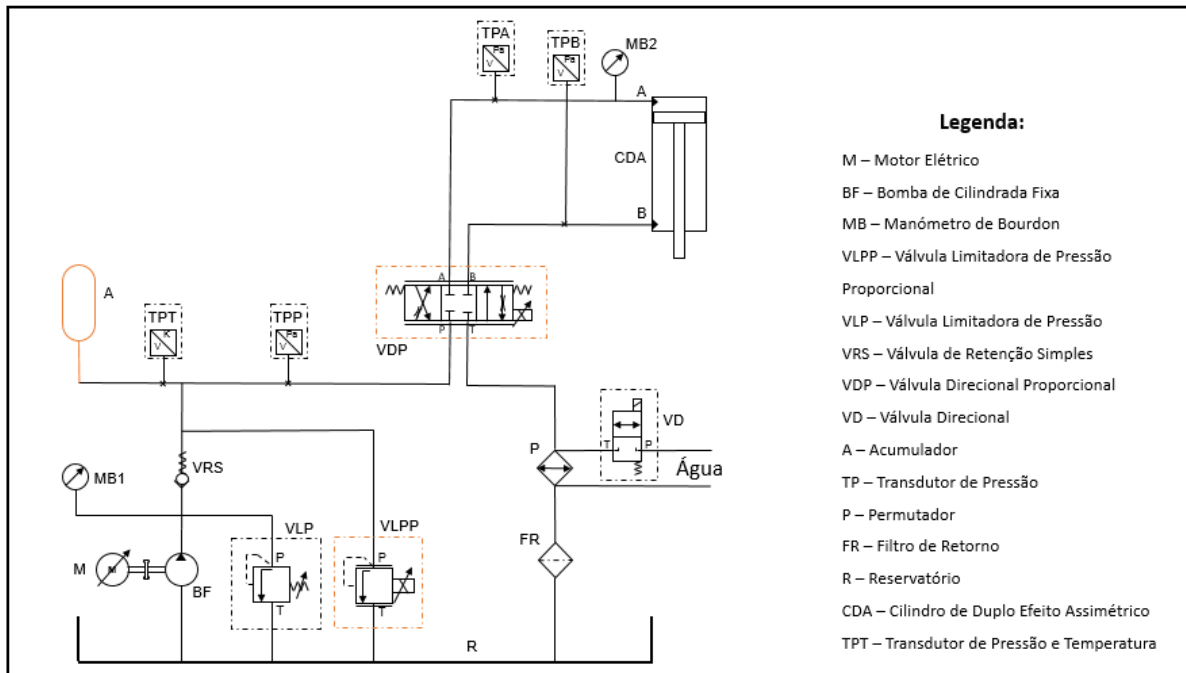 TPA
Pa
V
TPB
Pa
V
MB2
A
CDA
B
A
TPT
K
V
TPP
Pa
V
A B
P T
VDP
VD
T P
P
Água
VRS
MB1
VLP
P
T
VLPP
P
T
FR
M
M
BF
R
Legenda:
M – Motor Elétrico
BF – Bomba de Cilindrada Fixa
MB – Manómetro de Bourdon
VLPP – Válvula Limitadora de Pressão
Proporcional
VLP – Válvula Limitadora de Pressão
VRS – Válvula de Retenção Simples
VDP – Válvula Direcional Proporcional
VD – Válvula Direcional
A – Acumulador
TP – Transdutor de Pressão
P – Permutador
FR – Filtro de Retorno
R – Reservatório
CDA – Cilindro de Duplo Efeito Assimétrico
TPT – Transdutor de Pressão e Temperatura